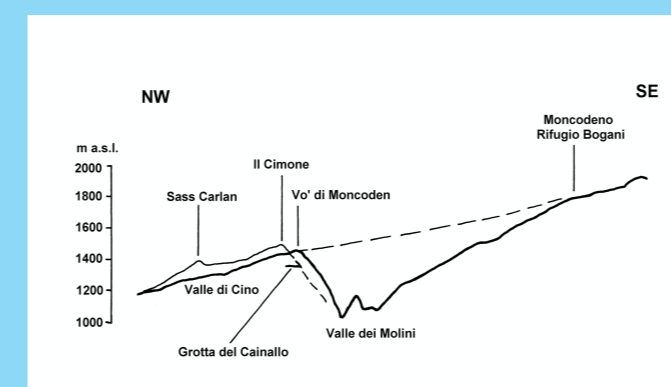 NW
SE
Moncodeno
Rifugio Bogani
m a.s.l.
Il Cimone
2000
Sass Carlan
Vo' di Moncoden
1800
1600
1400
1200
Valle di Cino
1000
Valle dei Molini
Grotta del Cainallo